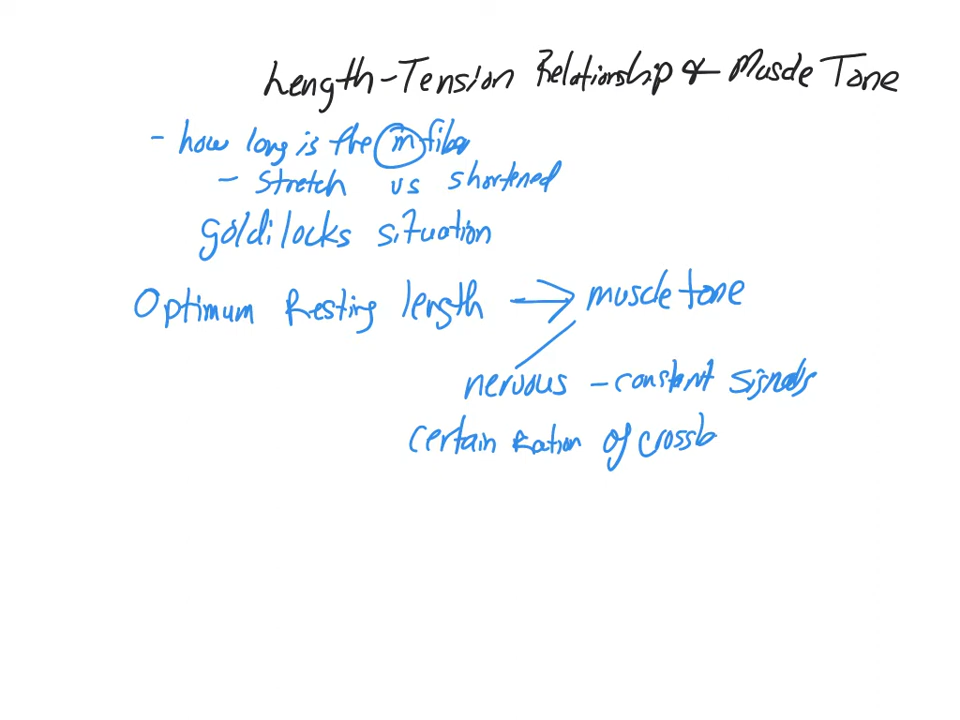 Length-Tension Relationship & Muscle Tone
- how long is the m fiber
- stretch vs shortened
goldilocks situation
Optimum Resting length → muscle tone
nervous - constant signals
certain Ration of crossb